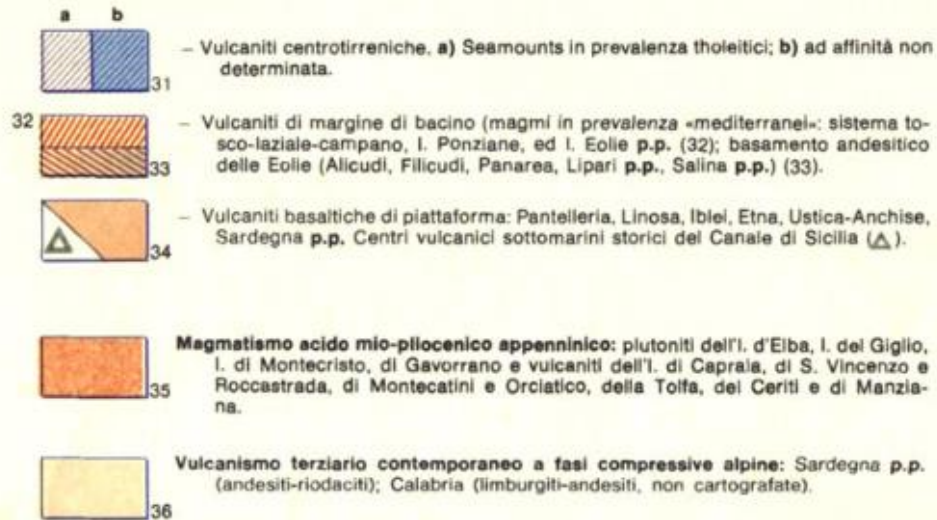 a b
– Vulcaniti centrotirreniche, a) Seamounts in prevalenza tholeitici; b) ad affinità non
determinata.
31
32
– Vulcaniti di margine di bacino (magmi in prevalenza «mediterranei»: sistema to-
sco-laziale-campano, I. Ponziane, ed I. Eolie p.p. (32); basamento andesitico
delle Eolie (Alicudi, Filicudi, Panarea, Lipari p.p., Salina p.p.) (33).
33
– Vulcaniti basaltiche di piattaforma: Pantelleria, Linosa, Iblei, Etna, Ustica-Anchise,
Sardegna p.p. Centri vulcanici sottomarini storici del Canale di Sicilia (△).
34
Magmatismo acido mio-pliocenico appenninico: plutoniti dell'I. d'Elba, I. del Giglio,
I. di Montecristo, di Gavorrano e vulcaniti dell'I. di Capraia, di S. Vincenzo e
Roccastrada, di Montecatini e Orciatico, della Tolfa, dei Ceriti e di Manzia-
na.
35
Vulcanismo terziario contemporaneo a fasi compressive alpine: Sardegna p.p.
(andesiti-riodaciti); Calabria (limburgiti-andesiti, non cartografate).
36